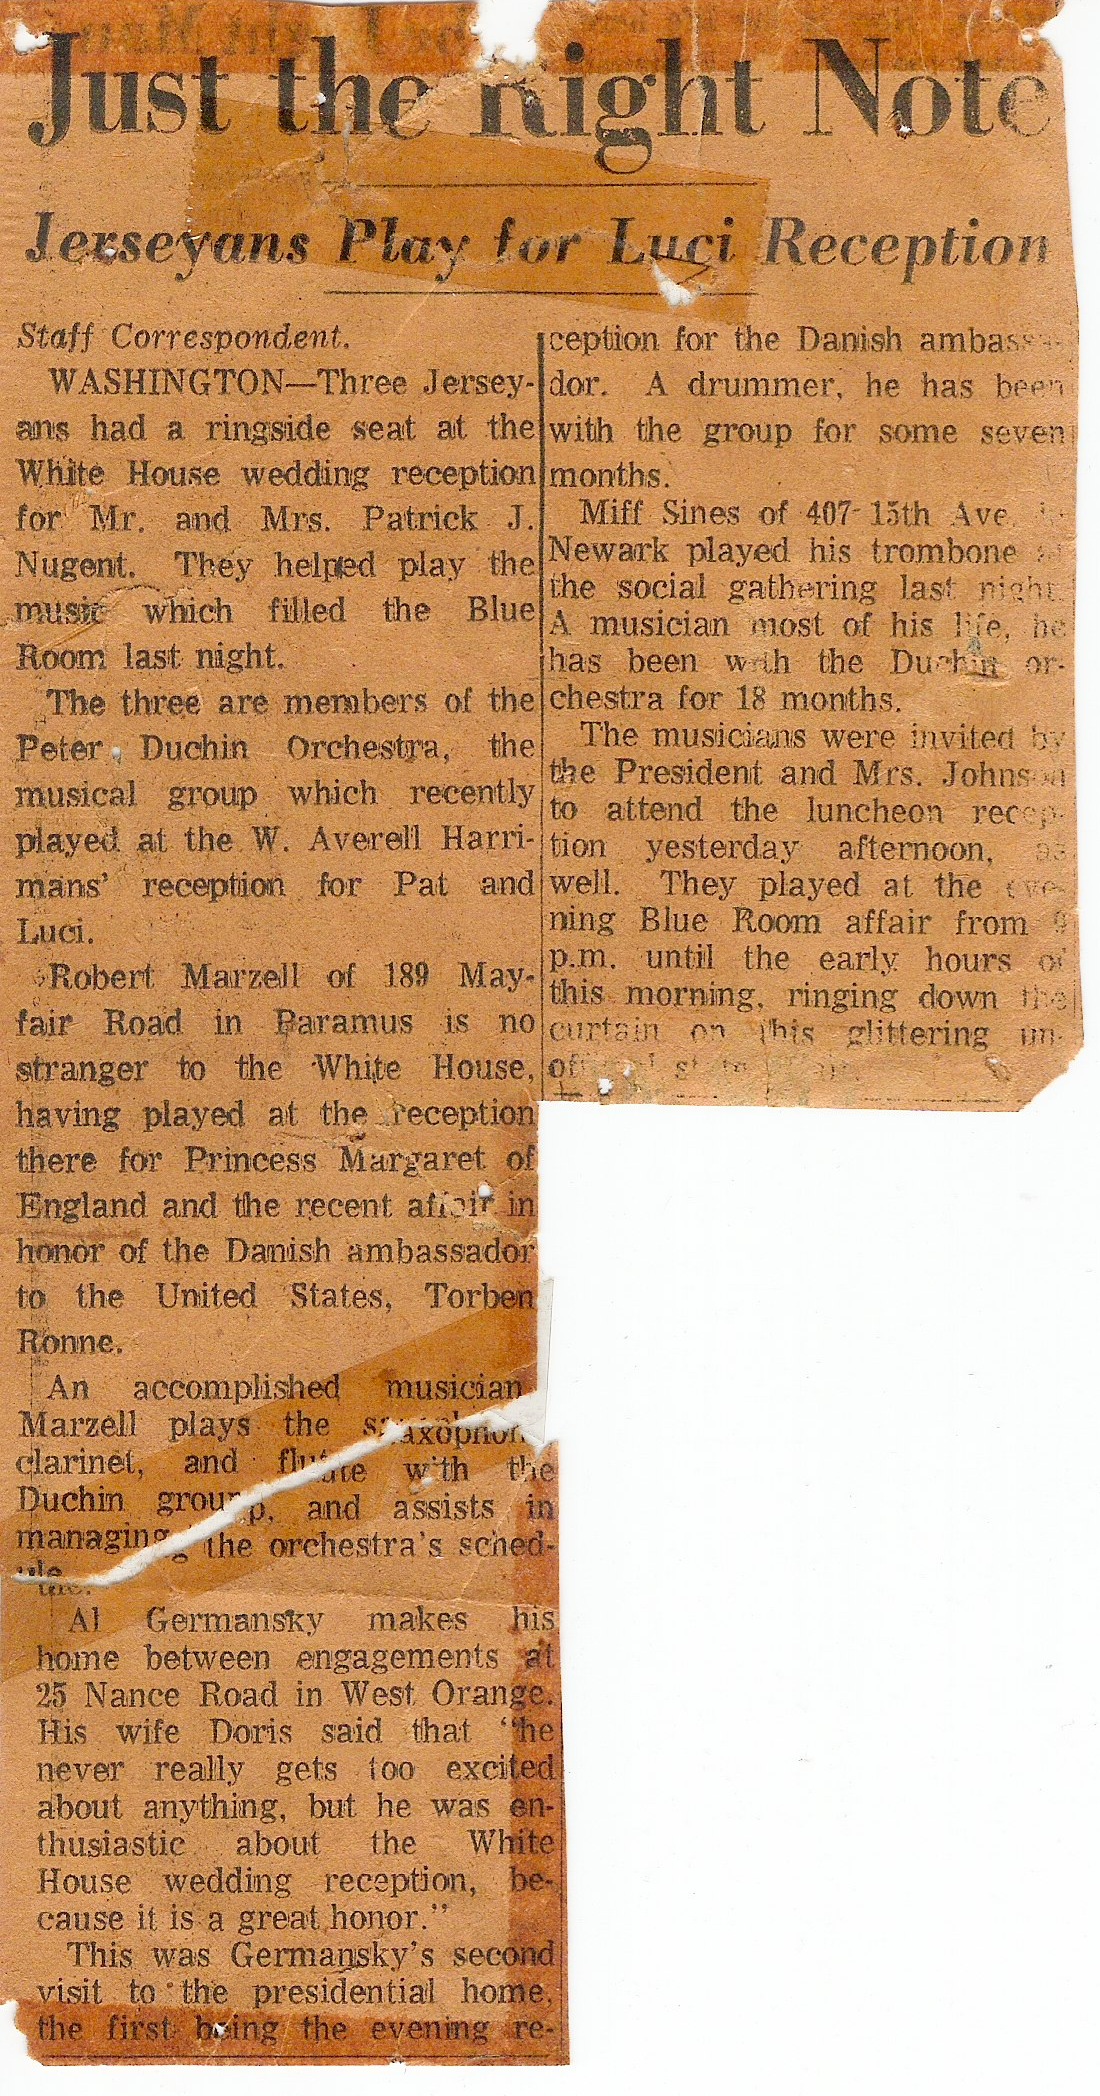 Just the Right Note
Jerseyans Play for Luci Reception
Staff Correspondent.
WASHINGTON—Three Jersey-
ans had a ringside seat at the
White House wedding reception
for Mr. and Mrs. Patrick J.
Nugent. They helped play the
music which filled the Blue
Room last night.
The three are members of the
Peter Duchin Orchestra, the
musical group which recently
played at the W. Averell Harri-
mans' reception for Pat and
Luci.
Robert Marzell of 189 May-
fair Road in Paramus is no
stranger to the White House,
having played at the reception
there for Princess Margaret of
England and the recent affair in
honor of the Danish ambassador
to the United States, Torben
Ronne.
An accomplished musician
Marzell plays the saxophon
clarinet, and flute with the
Duchin group, and assists in
managing the orchestra's sched-
ule.
Al Germansky makes his
home between engagements at
25 Nance Road in West Orange.
His wife Doris said that "he
never really gets too excited
about anything, but he was en-
thusiastic about the White
House wedding reception, be-
cause it is a great honor."
This was Germansky's second
visit to the presidential home,
the first being the evening re-
ception for the Danish ambassa-
dor. A drummer, he has been
with the group for some seven
months.
Miff Sines of 407-15th Ave.
Newark played his trombone
the social gathering last night.
A musician most of his life, he
has been with the Duchin or-
chestra for 18 months.
The musicians were invited by
the President and Mrs. Johnson
to attend the luncheon recep-
tion yesterday afternoon, as
well. They played at the eve-
ning Blue Room affair from 9
p.m. until the early hours of
this morning, ringing down the
curtain on this glittering un-